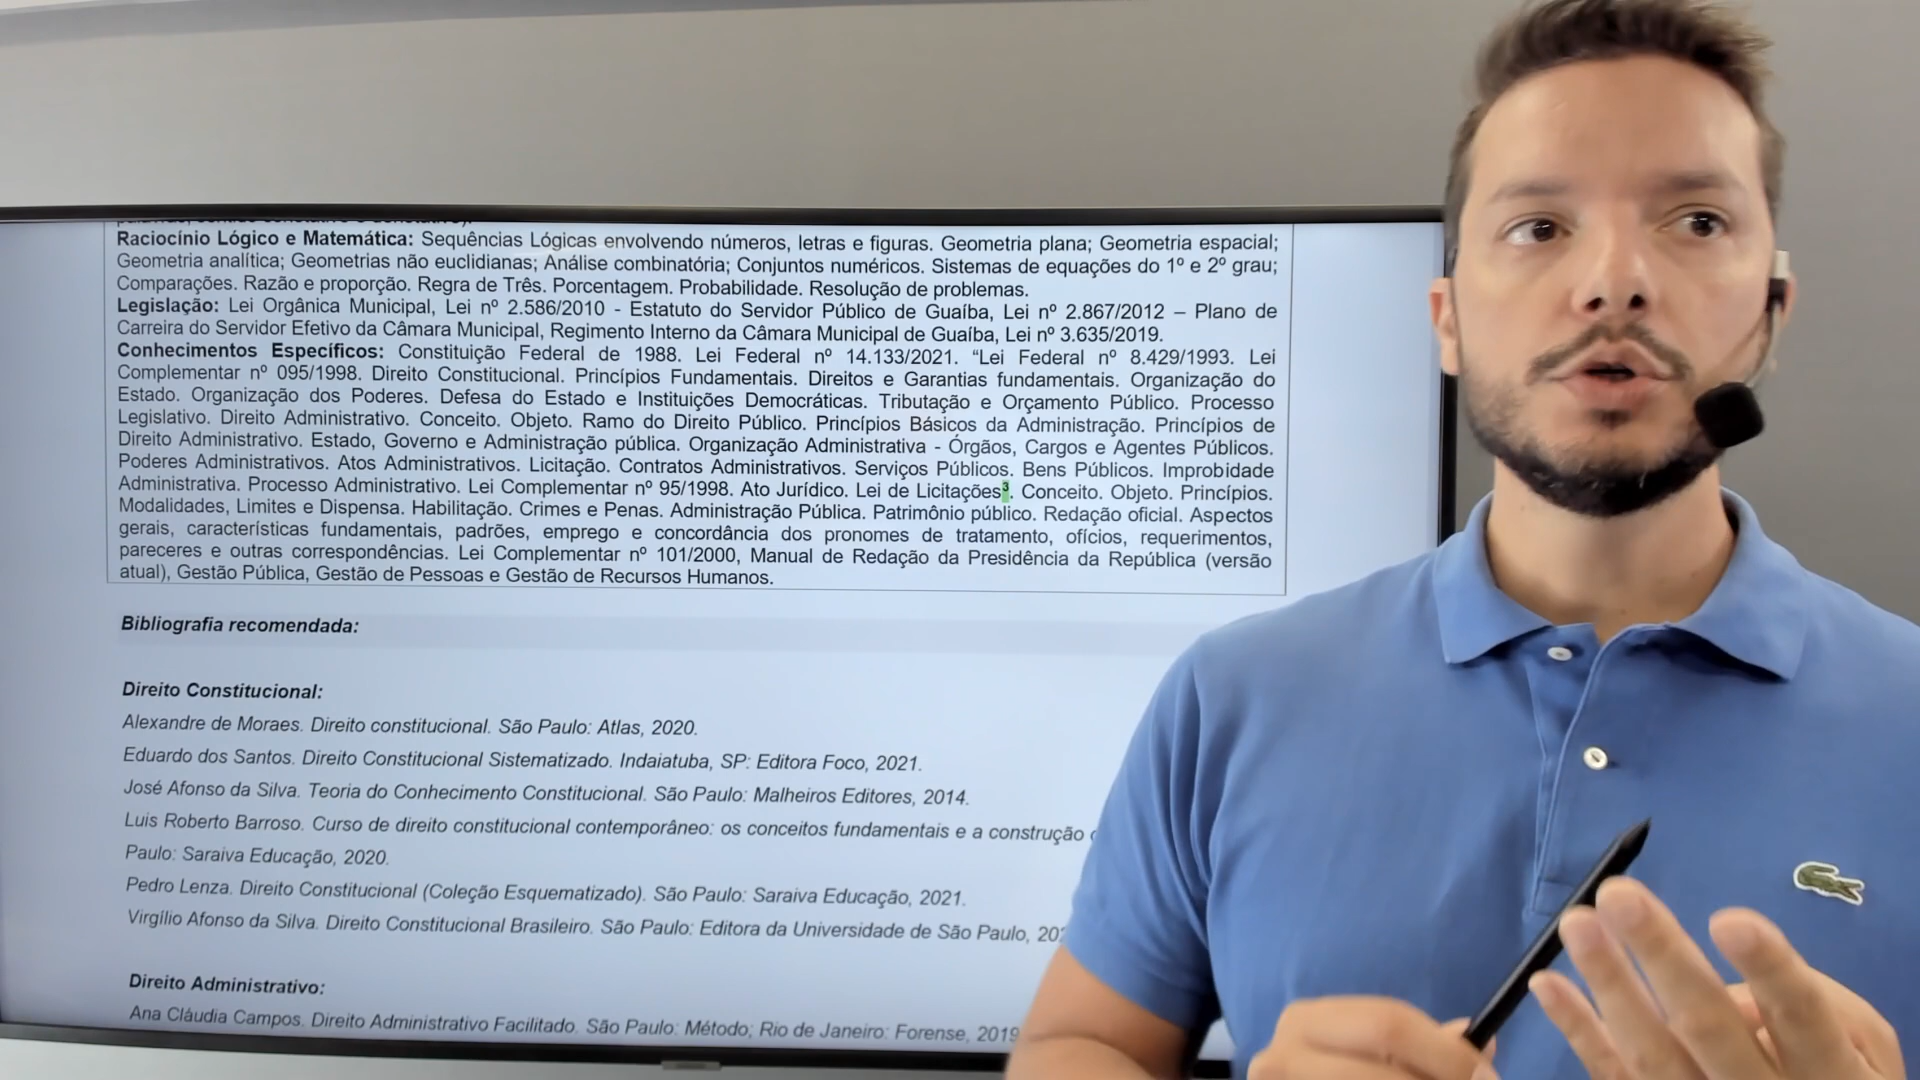 Raciocínio Lógico e Matemática: Sequências Lógicas envolvendo números, letras e figuras. Geometria plana; Geometria espacial;
Geometria analítica; Geometrias não euclidianas; Análise combinatória; Conjuntos numéricos. Sistemas de equações do 1º e 2º grau;
Comparações. Razão e proporção. Regra de Três. Porcentagem. Probabilidade. Resolução de problemas.
Legislação: Lei Orgânica Municipal, Lei nº 2.586/2010 - Estatuto do Servidor Público de Guaíba, Lei nº 2.867/2012 – Plano de
Carreira do Servidor Efetivo da Câmara Municipal, Regimento Interno da Câmara Municipal de Guaíba, Lei nº 3.635/2019.
Conhecimentos Específicos: Constituição Federal de 1988. Lei Federal nº 14.133/2021. “Lei Federal nº 8.429/1993. Lei
Complementar nº 095/1998. Direito Constitucional. Princípios Fundamentais. Direitos e Garantias fundamentais. Organização do
Estado. Organização dos Poderes. Defesa do Estado e Instituições Democráticas. Tributação e Orçamento Público. Processo
Legislativo. Direito Administrativo. Conceito. Objeto. Ramo do Direito Público. Princípios Básicos da Administração. Princípios de
Direito Administrativo. Estado, Governo e Administração pública. Organização Administrativa - Órgãos, Cargos e Agentes Públicos.
Poderes Administrativos. Atos Administrativos. Licitação. Contratos Administrativos. Serviços Públicos. Bens Públicos. Improbidade
Administrativa. Processo Administrativo. Lei Complementar nº 95/1998. Ato Jurídico. Lei de Licitações³. Conceito. Objeto. Princípios.
Modalidades, Limites e Dispensa. Habilitação. Crimes e Penas. Administração Pública. Patrimônio público. Redação oficial. Aspectos
gerais, características fundamentais, padrões, emprego e concordância dos pronomes de tratamento, ofícios, requerimentos,
pareceres e outras correspondências. Lei Complementar nº 101/2000, Manual de Redação da Presidência da República (versão
atual), Gestão Pública, Gestão de Pessoas e Gestão de Recursos Humanos.
Bibliografia recomendada:
Direito Constitucional:
Alexandre de Moraes. Direito constitucional. São Paulo: Atlas, 2020.
Eduardo dos Santos. Direito Constitucional Sistematizado. Indaiatuba, SP: Editora Foco, 2021.
José Afonso da Silva. Teoria do Conhecimento Constitucional. São Paulo: Malheiros Editores, 2014.
Luis Roberto Barroso. Curso de direito constitucional contemporâneo: os conceitos fundamentais e a construção
Paulo: Saraiva Educação, 2020.
Pedro Lenza. Direito Constitucional (Coleção Esquematizado). São Paulo: Saraiva Educação, 2021.
Virgílio Afonso da Silva. Direito Constitucional Brasileiro. São Paulo: Editora da Universidade de São Paulo,
Direito Administrativo:
Ana Cláudia Campos. Direito Administrativo Facilitado. São Paulo: Método; Rio de Janeiro: Forense, 2019